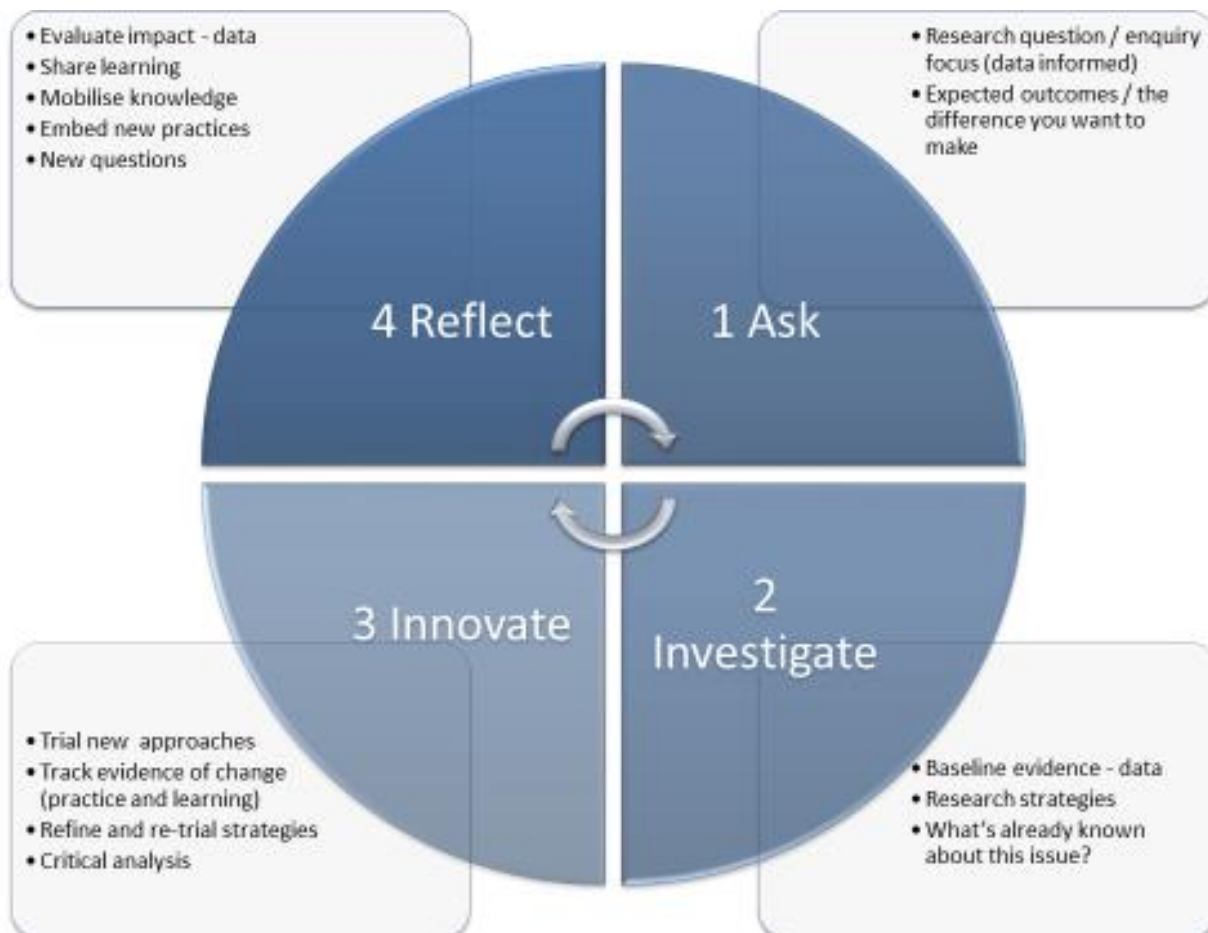 • Evaluate impact - data
• Share learning
• Mobilise knowledge
• Embed new practices
• New questions
• Research question / enquiry
focus (data informed)
• Expected outcomes / the
difference you want to
make
4 Reflect
1 Ask
3 Innovate
2
Investigate
• Trial new approaches
• Track evidence of change
(practice and learning)
• Refine and re-trial strategies
• Critical analysis
• Baseline evidence - data
• Research strategies
• What's already known
about this issue?